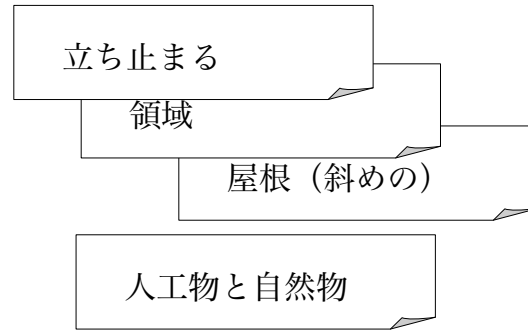 立ち止まる
領域
屋根（斜めの）
人工物と自然物